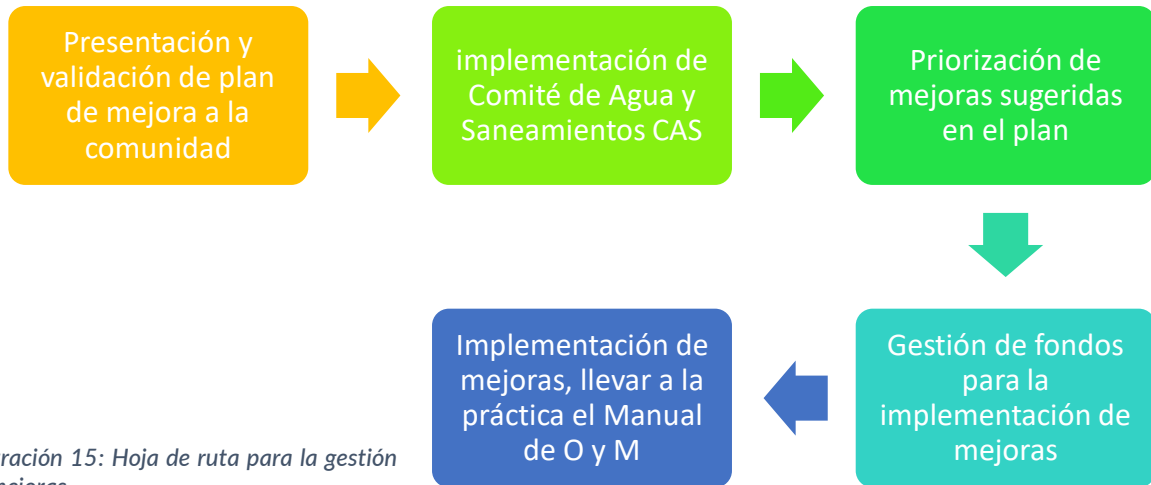 Presentación y
validación de plan
de mejora a la
comunidad
implementación de
Comité de Agua y
Saneamientos CAS
Priorización de
mejoras sugeridas
en el plan
Gestión de fondos
para la
implementación de
mejoras
Implementación de
mejoras, llevar a la
práctica el Manual
de O y M
15: Hoja de ruta para la gestión